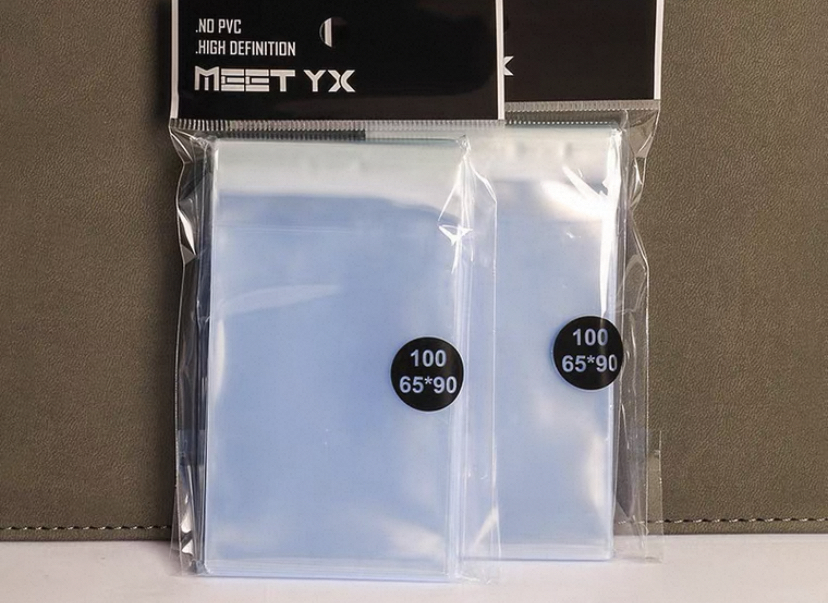 .NO PVC
.HIGH DEFINITION
MEET YX
X
100
65*90
100
65*90